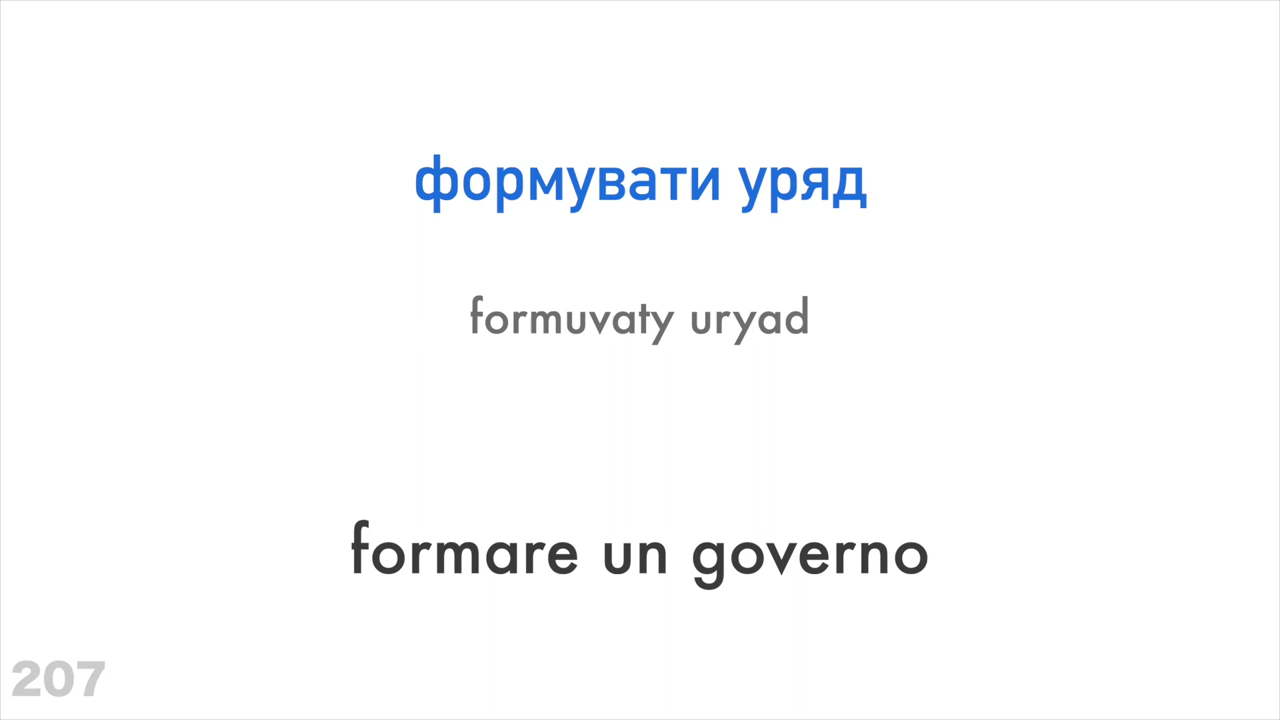 формувати уряд
formuvaty uryad
formare un governo
207